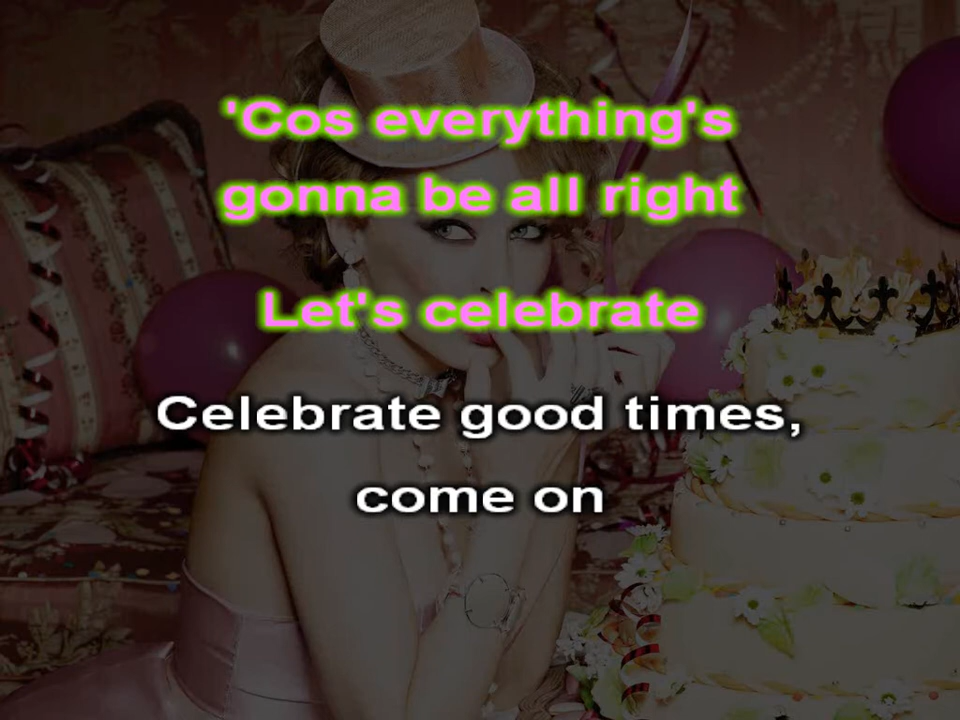 'Cos everything's
gonna be all right
Let's celebrate
Celebrate good times,
come on